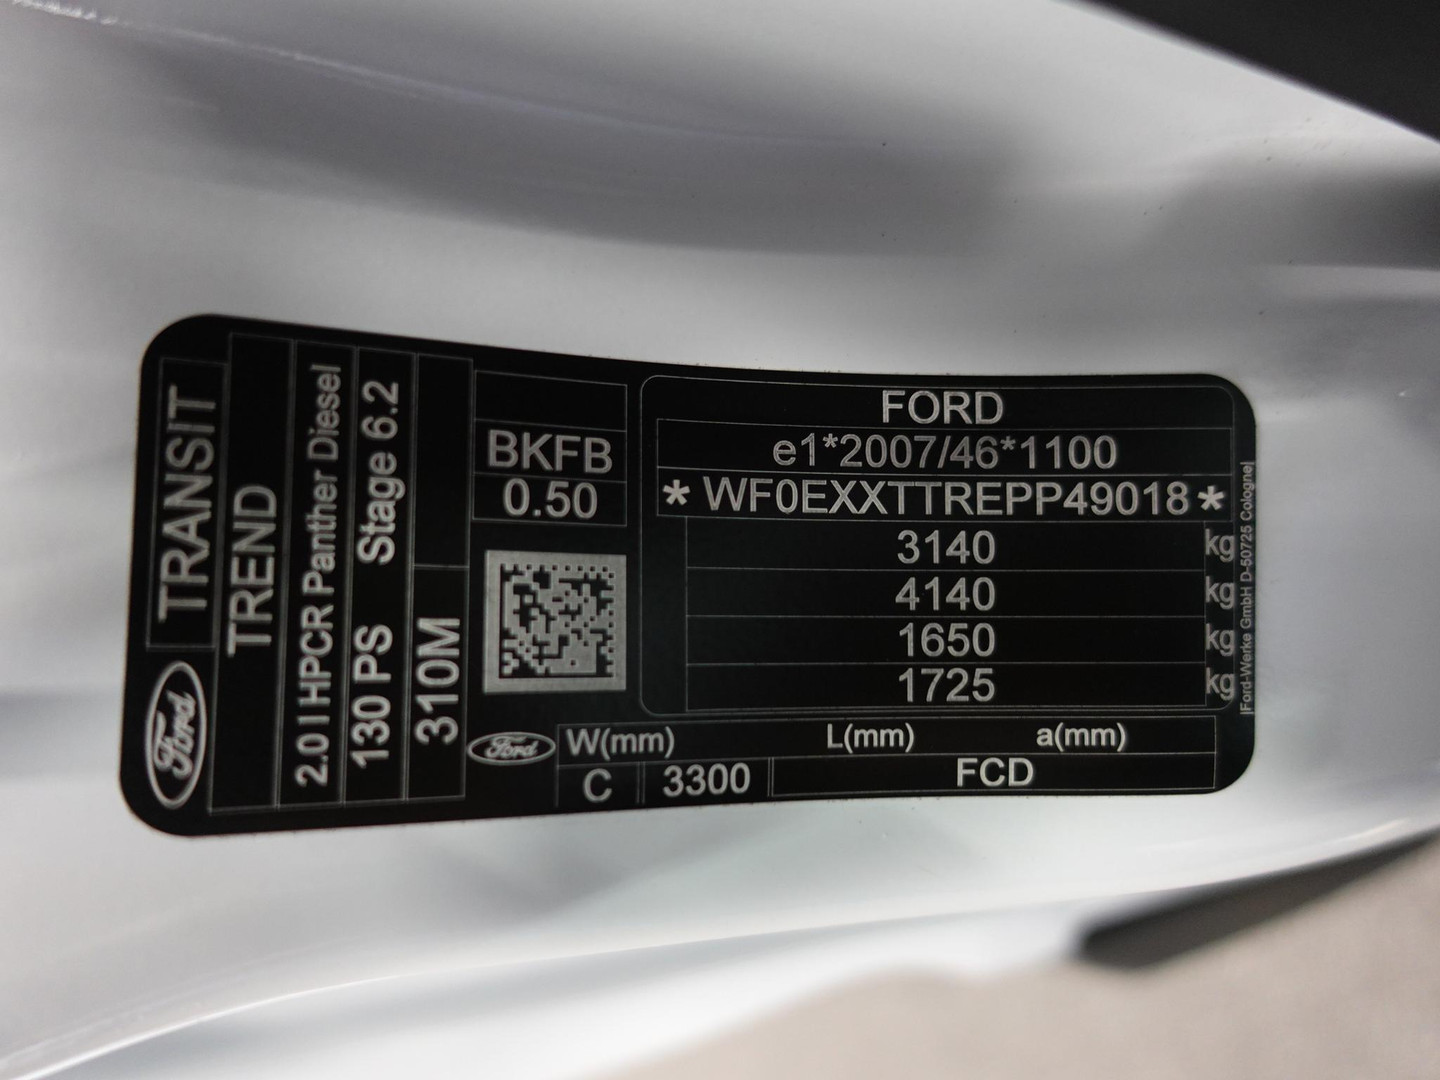 Ford
TRANSIT
TREND
2.0 l HPCR Panther Diesel
130 PS Stage 6.2
310M
BKFB
0.50
FORD
e1*2007/46*1100
* WF0EXXTTREPP49018 *
3140 kg
4140 kg
1650 kg
1725 kg
Ford
W(mm) L(mm) a(mm)
C 3300 FCD
|Ford-Werke GmbH D-50725 Cologne|